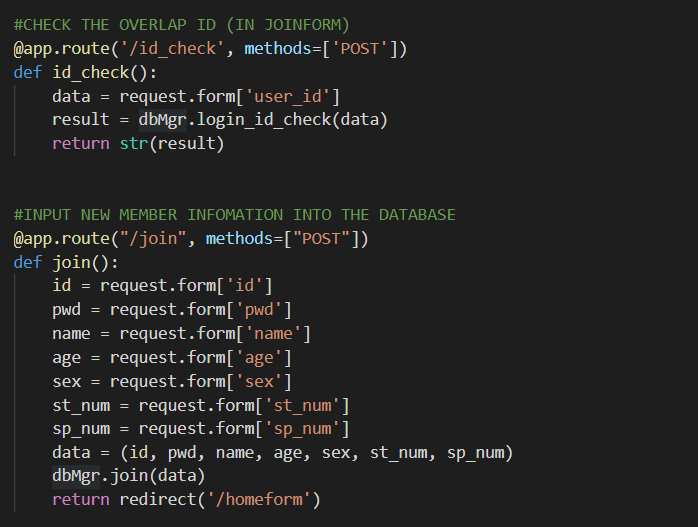 #CHECK THE OVERLAP ID (IN JOINFORM)
@app.route('/id_check', methods=['POST'])
def id_check():
    data = request.form['user_id']
    result = dbMgr.login_id_check(data)
    return str(result)
#INPUT NEW MEMBER INFOMATION INTO THE DATABASE
@app.route("/join", methods=["POST"])
def join():
    id = request.form['id']
    pwd = request.form['pwd']
    name = request.form['name']
    age = request.form['age']
    sex = request.form['sex']
    st_num = request.form['st_num']
    sp_num = request.form['sp_num']
    data = (id, pwd, name, age, sex, st_num, sp_num)
    dbMgr.join(data)
    return redirect('/homeform')